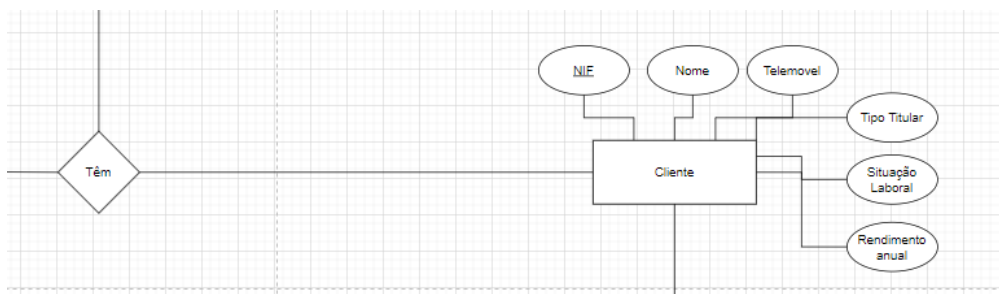 NIF
Nome
Telemovel
Tipo Titular
Têm
Cliente
Situação
Laboral
Rendimento
anual